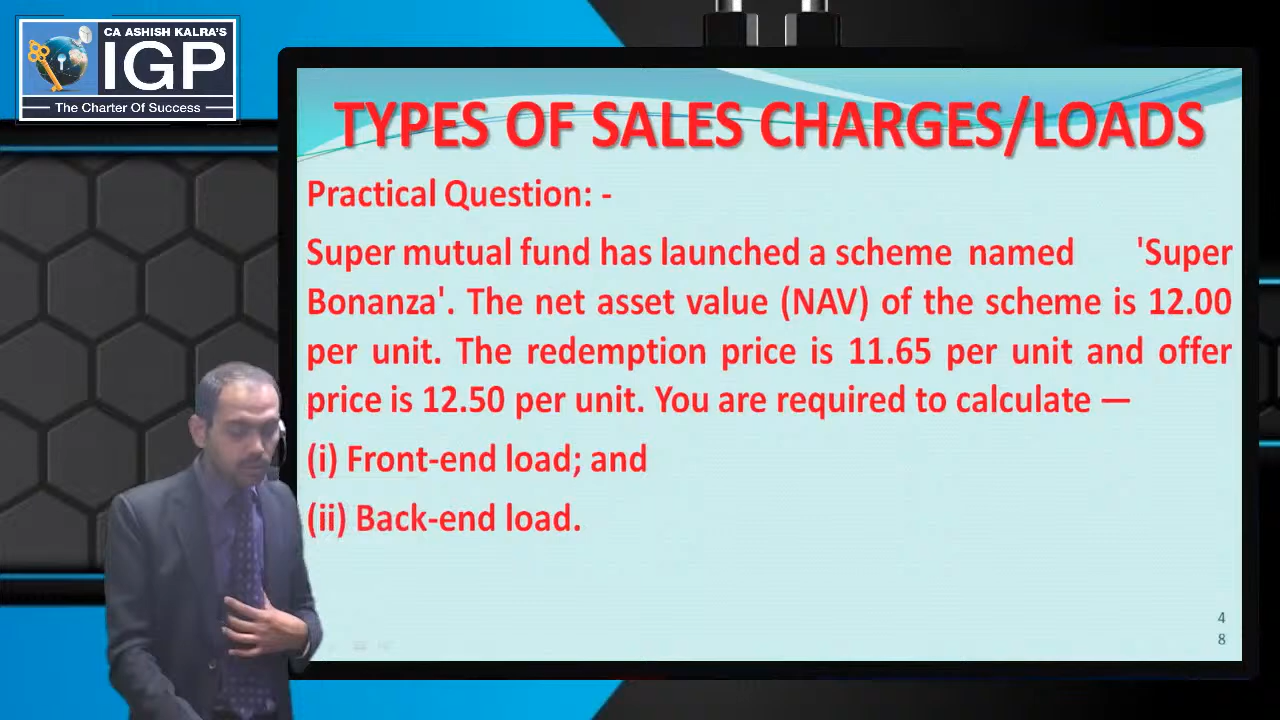 CA ASHISH KALRA'S
IGP
The Charter Of Success
TYPES OF SALES CHARGES/LOADS
Practical Question: -
Super mutual fund has launched a scheme named 'Super
Bonanza'. The net asset value (NAV) of the scheme is 12.00
per unit. The redemption price is 11.65 per unit and offer
price is 12.50 per unit. You are required to calculate —
(i) Front-end load; and
(ii) Back-end load.
4
8